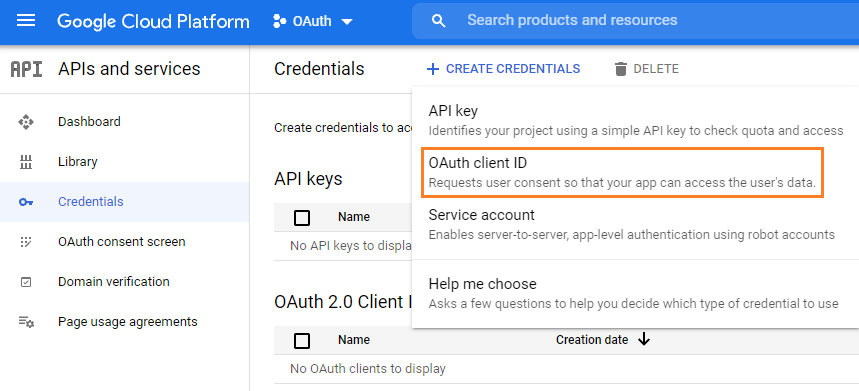 Google Cloud Platform
OAuth
Search products and resources
API
APIs and services
Credentials
CREATE CREDENTIALS
DELETE
Dashboard
Library
Credentials
OAuth consent screen
Domain verification
Page usage agreements
Create credentials to
API keys
Name
No API keys to
OAuth 2.0 Client
Name
Creation date
No OAuth clients to display
API key
Identifies your project using a simple API key to check quota and access
OAuth client ID
Requests user consent so that your app can access the user's data.
Service account
Enables server-to-server, app-level authentication using robot accounts
Help me choose
Asks a few questions to help you decide which type of credential to use